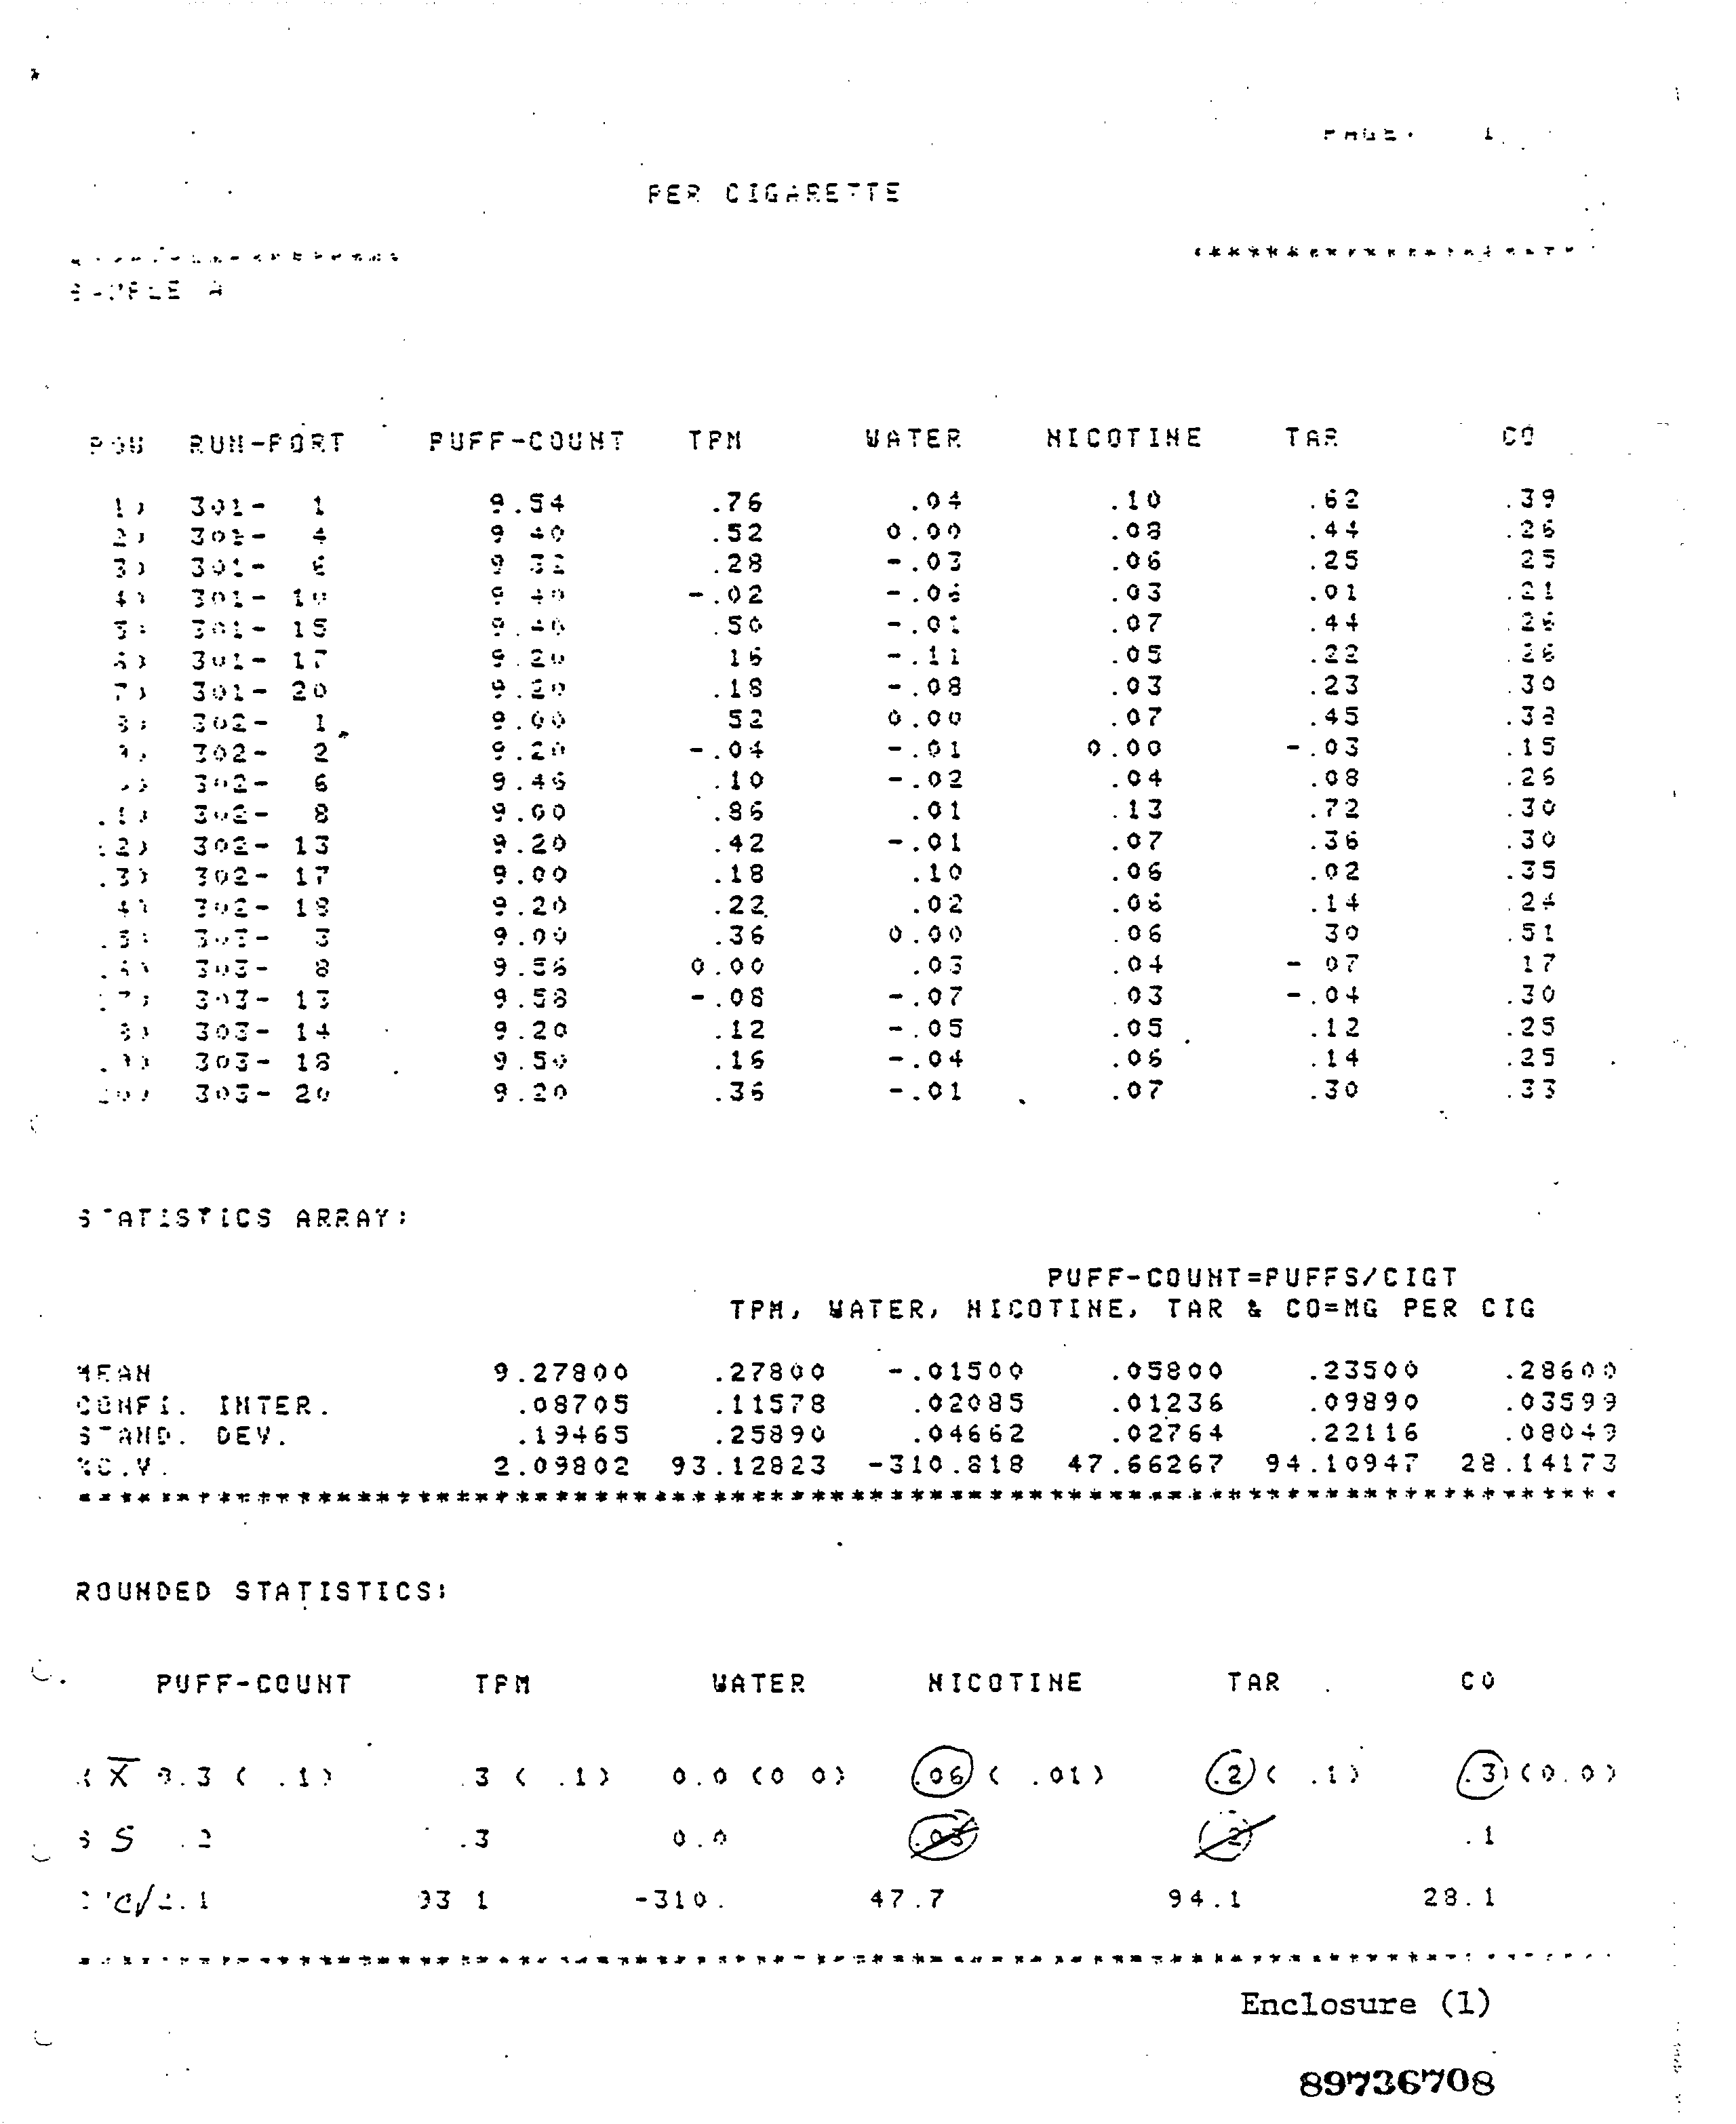 PAGE: 1
PER CIGARETTE
SAMPLE A
ROW RUN-PORT PUFF-COUNT TPM WATER NICOTINE TAR CO
1) 301- 1 9.54 .76 .04 .10 .62 .39
2) 301- 4 9 40 .52 0.00 .08 .44 .26
3) 301- 6 9 32 .28 -.03 .06 .25 25
4) 301- 10 9 40 -.02 -.06 .03 .01 .21
5) 301- 15 9.40 .50 -.01 .07 .44 .26
6) 301- 17 9.20 16 -.11 .05 .22 .26
7) 301- 20 9.20 .18 -.08 .03 .23 .30
8) 302- 1 9.00 52 0.00 .07 .45 .38
9) 302- 2 9.20 -.04 -.01 0.00 -.03 .15
302- 6 9.46 .10 -.02 .04 .08 .26
302- 8 9.00 .86 .01 .13 .72 .30
12) 302- 13 9.20 .42 -.01 .07 .36 .30
13) 302- 17 9.00 .18 .10 .06 .02 .35
14) 302- 18 9.20 .22 .02 .06 .14 .24
15) 303- 3 9.00 .36 0.00 .06 30 .51
303- 8 9.56 0.00 .03 .04 - 07 17
17) 303- 13 9.58 -.08 -.07 .03 -.04 .30
303- 14 9.20 .12 -.05 .05 .12 .25
303- 18 9.50 .16 -.04 .06 .14 .25
20) 303- 20 9.20 .36 -.01 .07 .30 .33
STATISTICS ARRAY:
PUFF-COUNT=PUFFS/CIGT
TPM, WATER, NICOTINE, TAR & CO=MG PER CIG
MEAN 9.27800 .27800 -.01500 .05800 .23500 .28600
CONFI. INTER. .08705 .11578 .02085 .01236 .09890 .03599
STAND. DEV. .19465 .25890 .04662 .02764 .22116 .08049
%C.V. 2.09802 93.12823 -310.818 47.66267 94.10947 28.14173
ROUNDED STATISTICS:
PUFF-COUNT TPM WATER NICOTINE TAR CO
X̅ 9.3 ( .1) .3 ( .1) 0.0 (0 0) .06 ( .01) .2 ( .1) .3 (0.0)
S .2 .3 0.0 .03 .2 .1
CV 2.1 93 1 -310. 47.7 94.1 28.1
Enclosure (1)
89736708